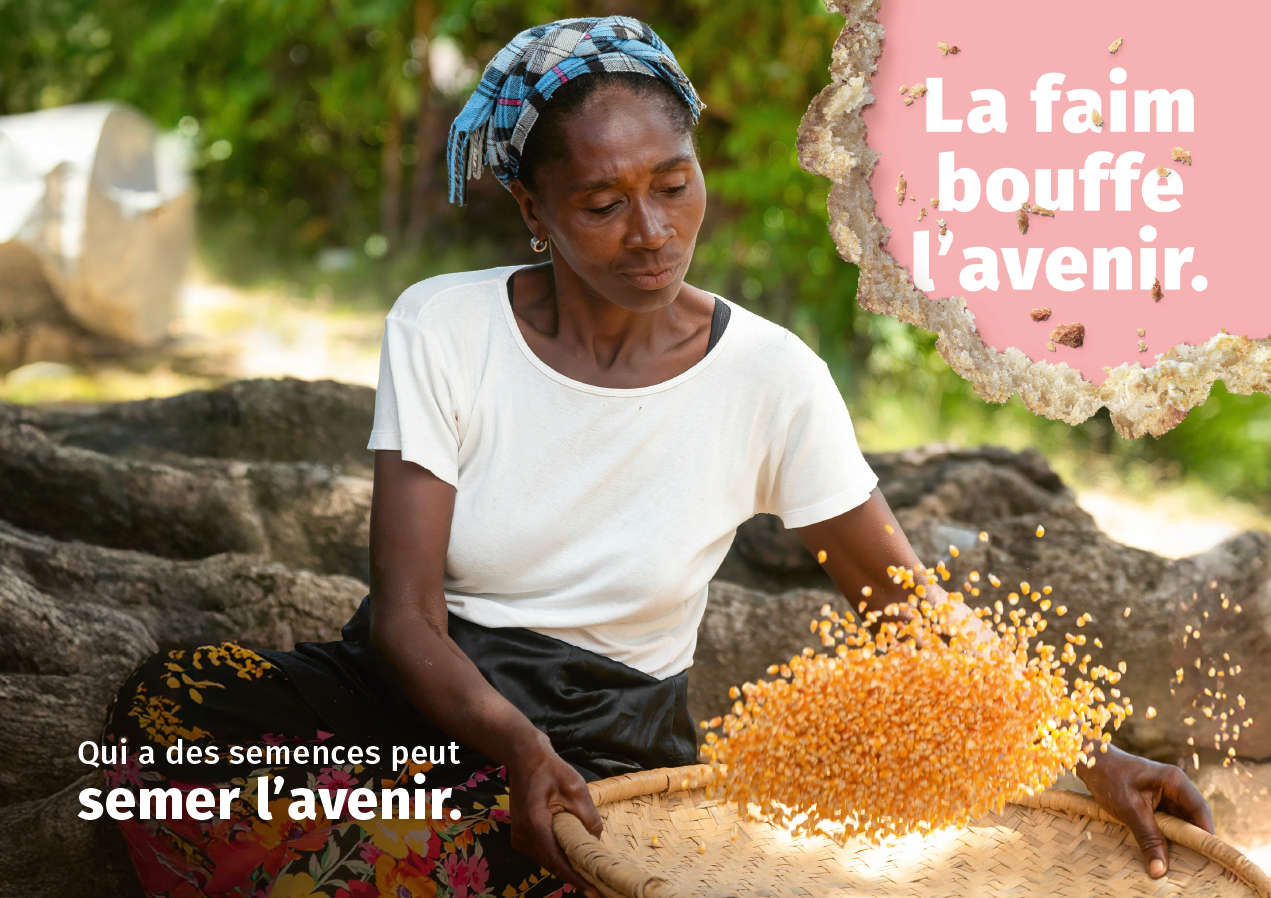 La faim
bouffe
l’avenir.
Qui a des semences peut
semer l’avenir.